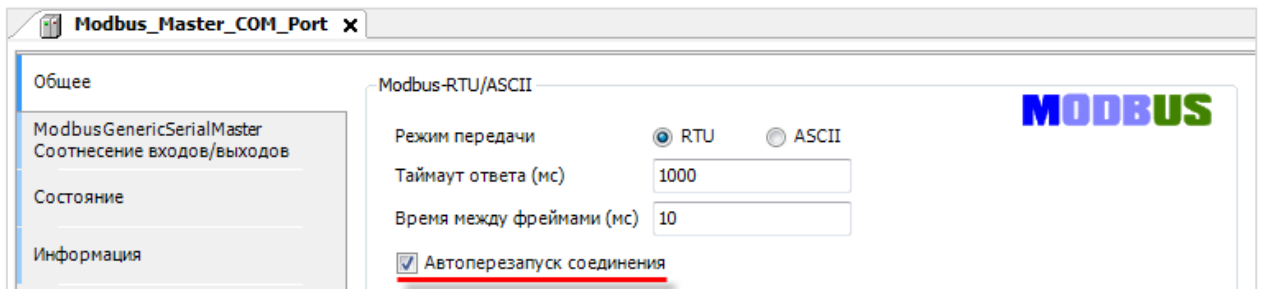 Modbus_Master_COM_Port x
Общее
ModbusGenericSerialMaster
Соотнесение входов/выходов
Состояние
Информация
Modbus-RTU/ASCII
MODBUS
Режим передачи RTU ASCII
Таймаут ответа (мс) 1000
Время между фреймами (мс) 10
Автоперезапуск соединения